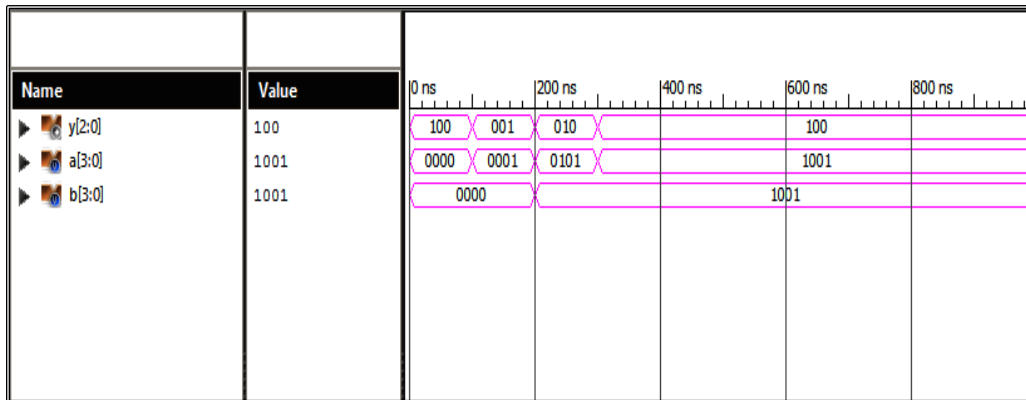 Name Value 0 ns 200 ns 400 ns 600 ns 800 ns
y[2:0] 100 100 001 010 100
a[3:0] 1001 0000 0001 0101 1001
b[3:0] 1001 0000 1001